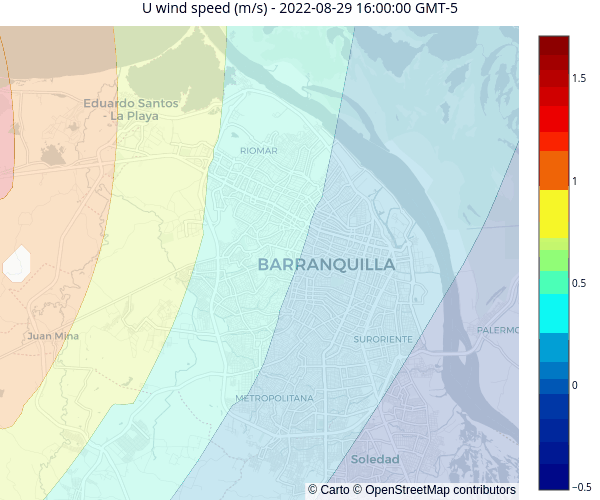 U wind speed (m/s) - 2022-08-29 16:00:00 GMT-5
1.5
Eduardo Santos
- La Playa
RIOMAR
1
BARRANQUILLA
0.5
Juan Mina
SURORIENTE
PALERMO
0
METROPOLITANA
Soledad
−0.5
© Carto © OpenStreetMap contributors